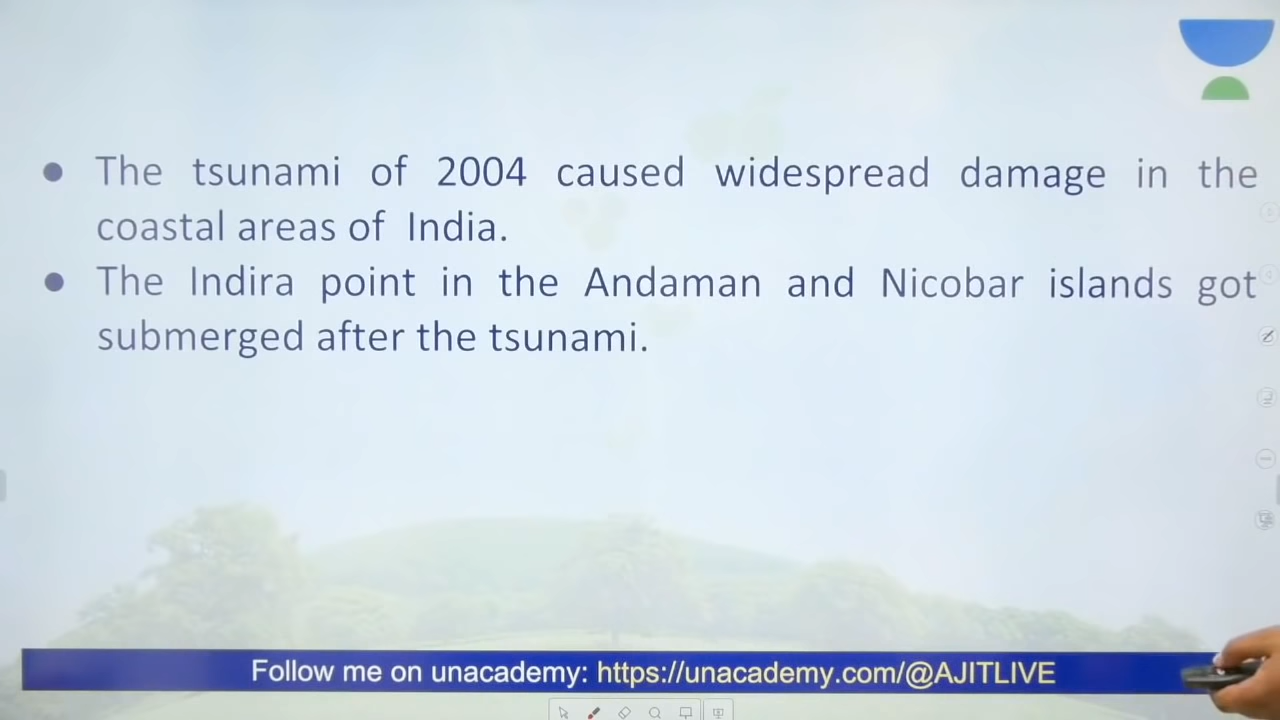 ● The tsunami of 2004 caused widespread damage in the
coastal areas of India.
● The Indira point in the Andaman and Nicobar islands got
submerged after the tsunami.
Follow me on unacademy: https://unacademy.com/@AJITLIVE